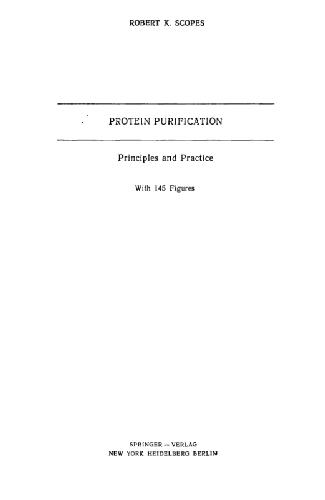 ROBERT K. SCOPES
PROTEIN PURIFICATION
Principles and Practice
With 145 Figures
SPRINGER – VERLAG
NEW YORK HEIDELBERG BERLIN